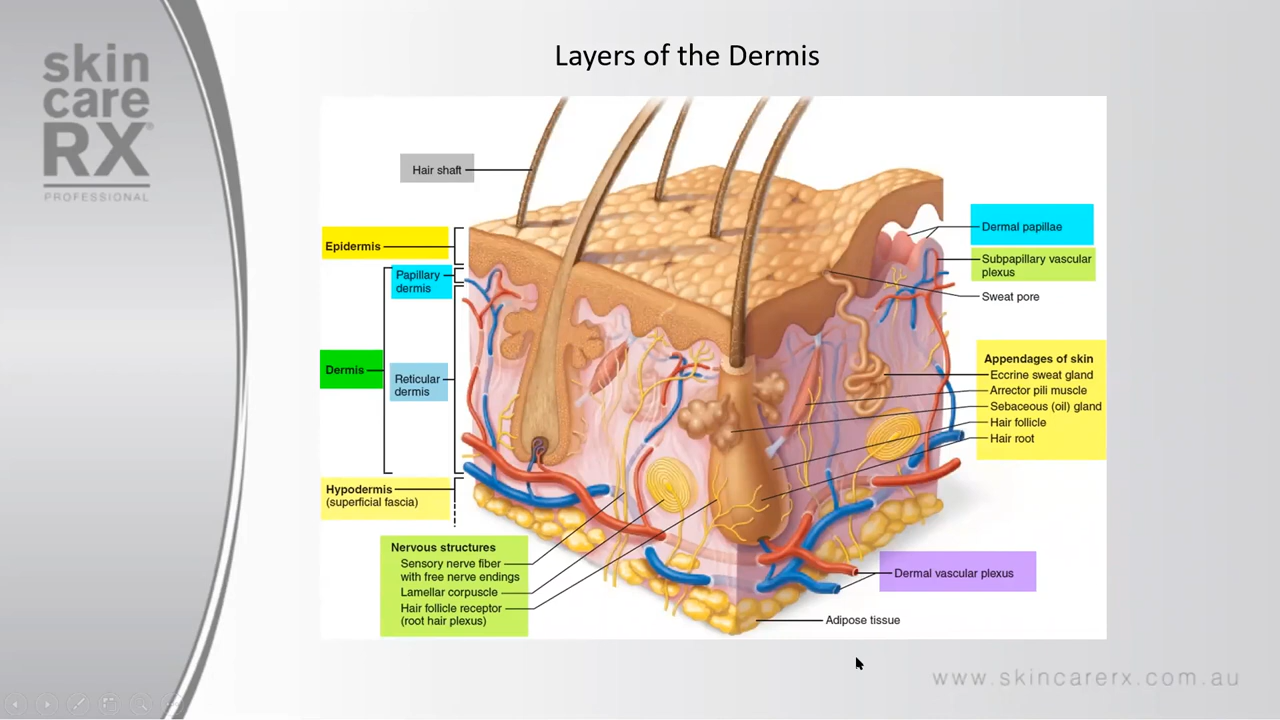 skin
care
RX®
PROFESSIONAL
Layers of the Dermis
Hair shaft
Epidermis
Papillary
dermis
Dermis
Reticular
dermis
Hypodermis
(superficial fascia)
Nervous structures
Sensory nerve fiber
with free nerve endings
Lamellar corpuscle
Hair follicle receptor
(root hair plexus)
Dermal papillae
Subpapillary vascular
plexus
Sweat pore
Appendages of skin
Eccrine sweat gland
Arrector pili muscle
Sebaceous (oil) gland
Hair follicle
Hair root
Dermal vascular plexus
Adipose tissue
www.skincarerx.com.au